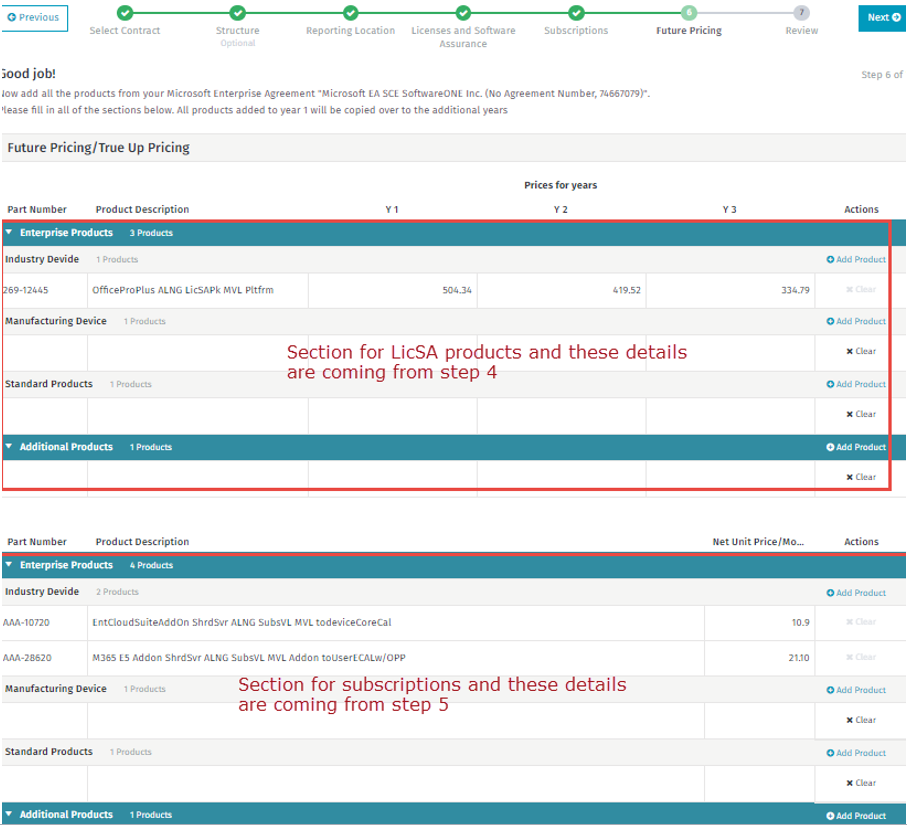 Previous
Next
6
7
Select Contract
Structure
Optional
Reporting Location
Licenses and Software
Assurance
Subscriptions
Future Pricing
Review
Good job!
Step 6 of
Now add all the products from your Microsoft Enterprise Agreement "Microsoft EA SCE SoftwareONE Inc. (No Agreement Number, 74667079)".
Please fill in all of the sections below. All products added to year 1 will be copied over to the additional years
Future Pricing/True Up Pricing
Prices for years
Part Number Product Description Y 1 Y 2 Y 3 Actions
Enterprise Products 3 Products
Industry Devide 1 Products Add Product
269-12445 OfficeProPlus ALNG LicSAPk MVL Pltfrm 504.34 419.52 334.79 Clear
Manufacturing Device 1 Products Add Product
Clear
Section for LicSA products and these details
are coming from step 4
Standard Products 1 Products Add Product
Clear
Additional Products 1 Products Add Product
Clear
Part Number Product Description Net Unit Price/Mo... Actions
Enterprise Products 4 Products
Industry Devide 2 Products Add Product
AAA-10720 EntCloudSuiteAddOn ShrdSvr ALNG SubsVL MVL todeviceCoreCal 10.9 Clear
AAA-28620 M365 E5 Addon ShrdSvr ALNG SubsVL MVL Addon toUserECALw/OPP 21.10 Clear
Manufacturing Device 1 Products Add Product
Section for subscriptions and these details
are coming from step 5
Clear
Standard Products 1 Products Add Product
Clear
Additional Products 1 Products Add Product